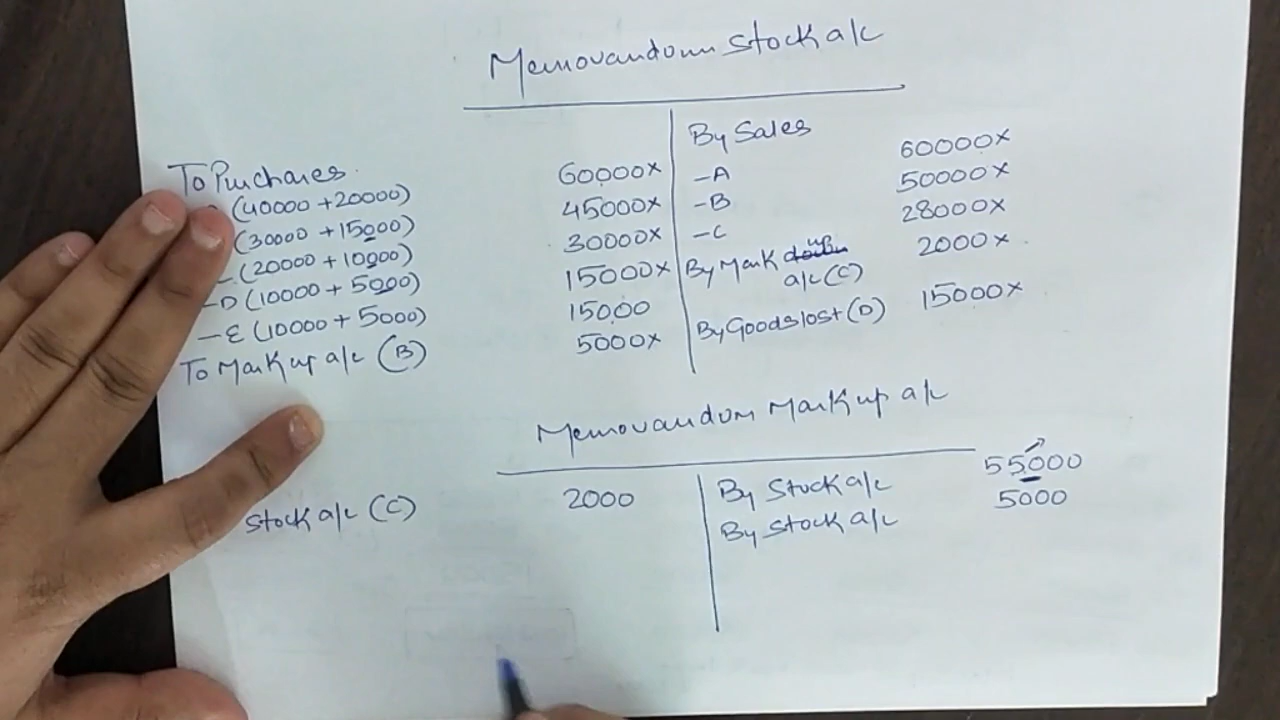 Memorandum Stock a/c
To Purchases
(40000 + 20000) 60000x
(30000 + 15000) 45000x
- (20000 + 10000) 30000x
- D (10000 + 5000) 15000x
- E (10000 + 5000) 15000
To Mark up a/c (B) 5000x
By Sales
- A 60000x
- B 50000x
- C 28000x
By Mark up a/c (C) 2000x
By Goods lost (D) 15000x
Memorandum Mark up a/c
Stock a/c (C) 2000
By Stock a/c 55000
By Stock a/c 5000